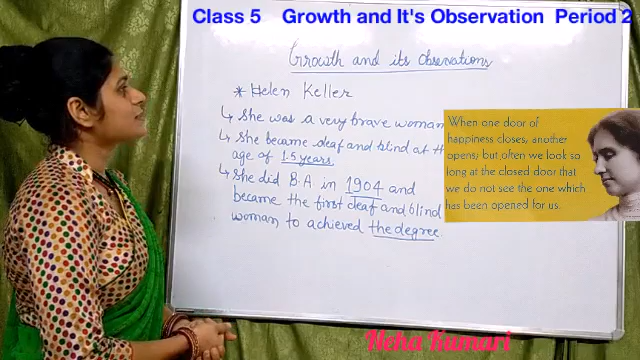 Class 5 Growth and It's Observation Period 2
Growth and its Observations
* Helen Keller
↳ She was a very brave woman
↳ She became deaf and blind at th
age of 1.5 years.
↳ She did B.A in 1904 and
became the first deaf and blind
woman to achieved the degree.
When one door of
happiness closes, another
opens; but often we look so
long at the closed door that
we do not see the one which
has been opened for us.
Neha Kumari